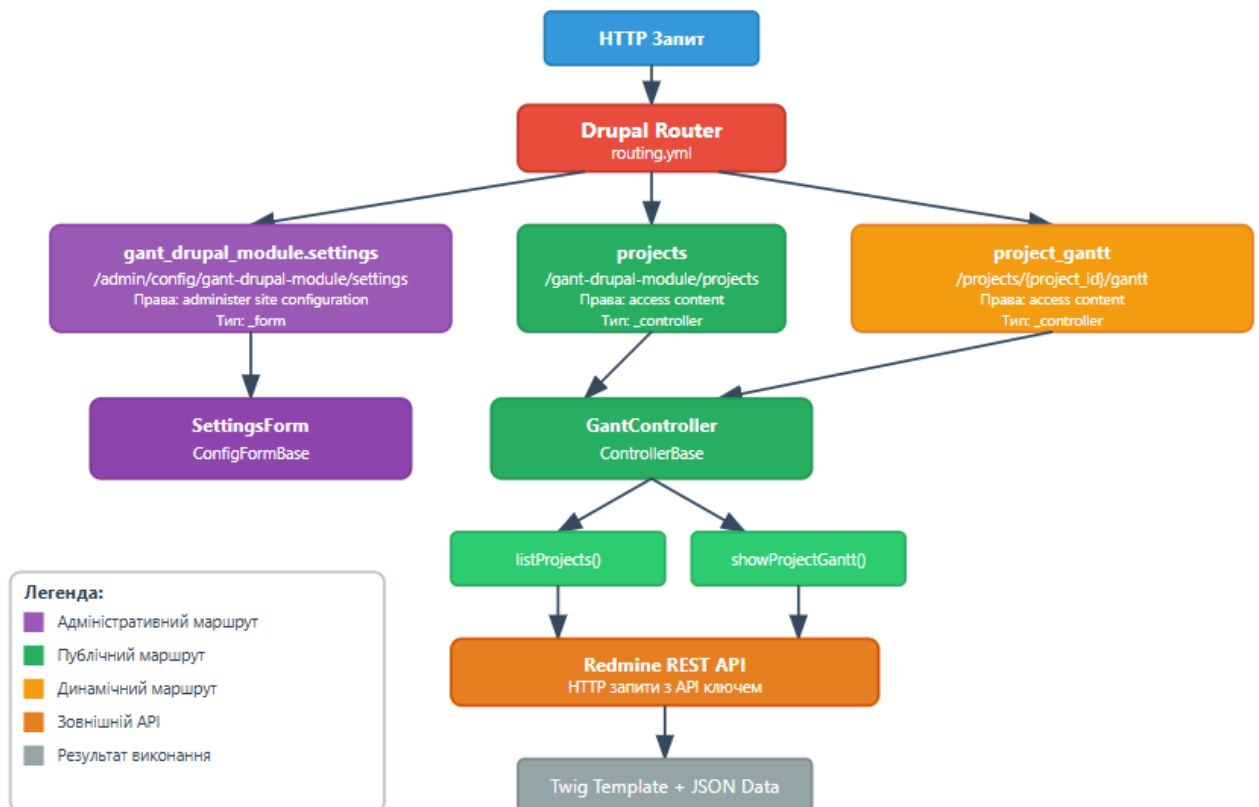 HTTP Запит
Drupal Router
routing.yml
gant_drupal_module.settings
/admin/config/gant-drupal-module/settings
Права: administer site configuration
Тип: _form
projects
/gant-drupal-module/projects
Права: access content
Тип: _controller
project_gantt
/projects/{project_id}/gantt
Права: access content
Тип: _controller
SettingsForm
ConfigFormBase
GantController
ControllerBase
listProjects()
showProjectGantt()
Redmine REST API
HTTP запити з API ключем
Twig Template + JSON Data
Легенда:
Адміністративний маршрут
Публічний маршрут
Динамічний маршрут
Зовнішній API
Результат виконання